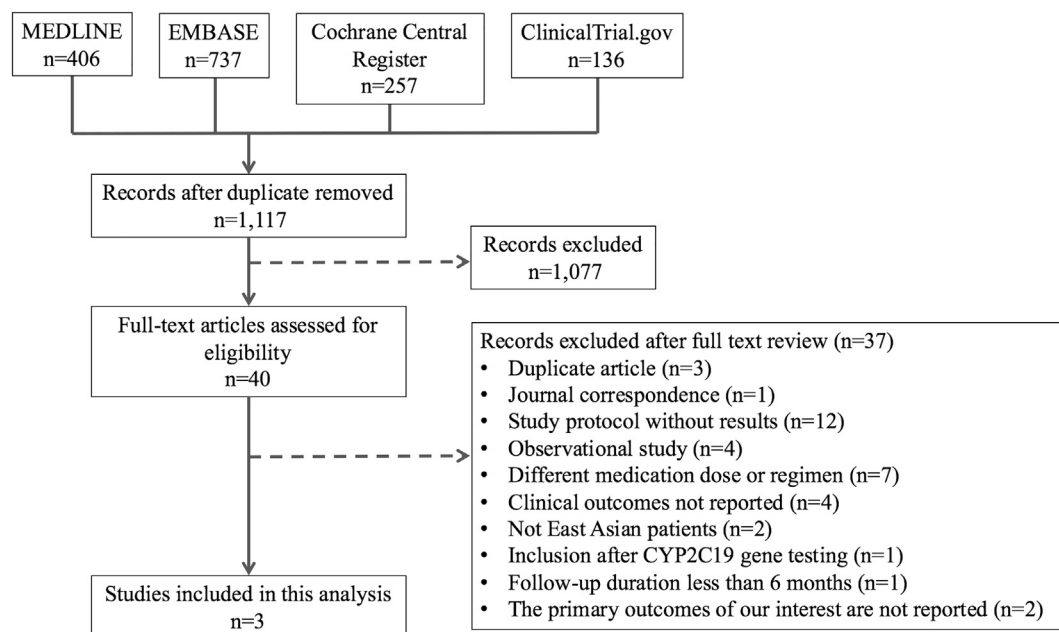 MEDLINE
n=406
EMBASE
n=737
Cochrane Central
Register
n=257
ClinicalTrial.gov
n=136
Records after duplicate removed
n=1,117
Records excluded
n=1,077
Full-text articles assessed for
eligibility
n=40
Records excluded after full text review (n=37)
• Duplicate article (n=3)
• Journal correspondence (n=1)
• Study protocol without results (n=12)
• Observational study (n=4)
• Different medication dose or regimen (n=7)
• Clinical outcomes not reported (n=4)
• Not East Asian patients (n=2)
• Inclusion after CYP2C19 gene testing (n=1)
• Follow-up duration less than 6 months (n=1)
• The primary outcomes of our interest are not reported (n=2)
Studies included in this analysis
n=3